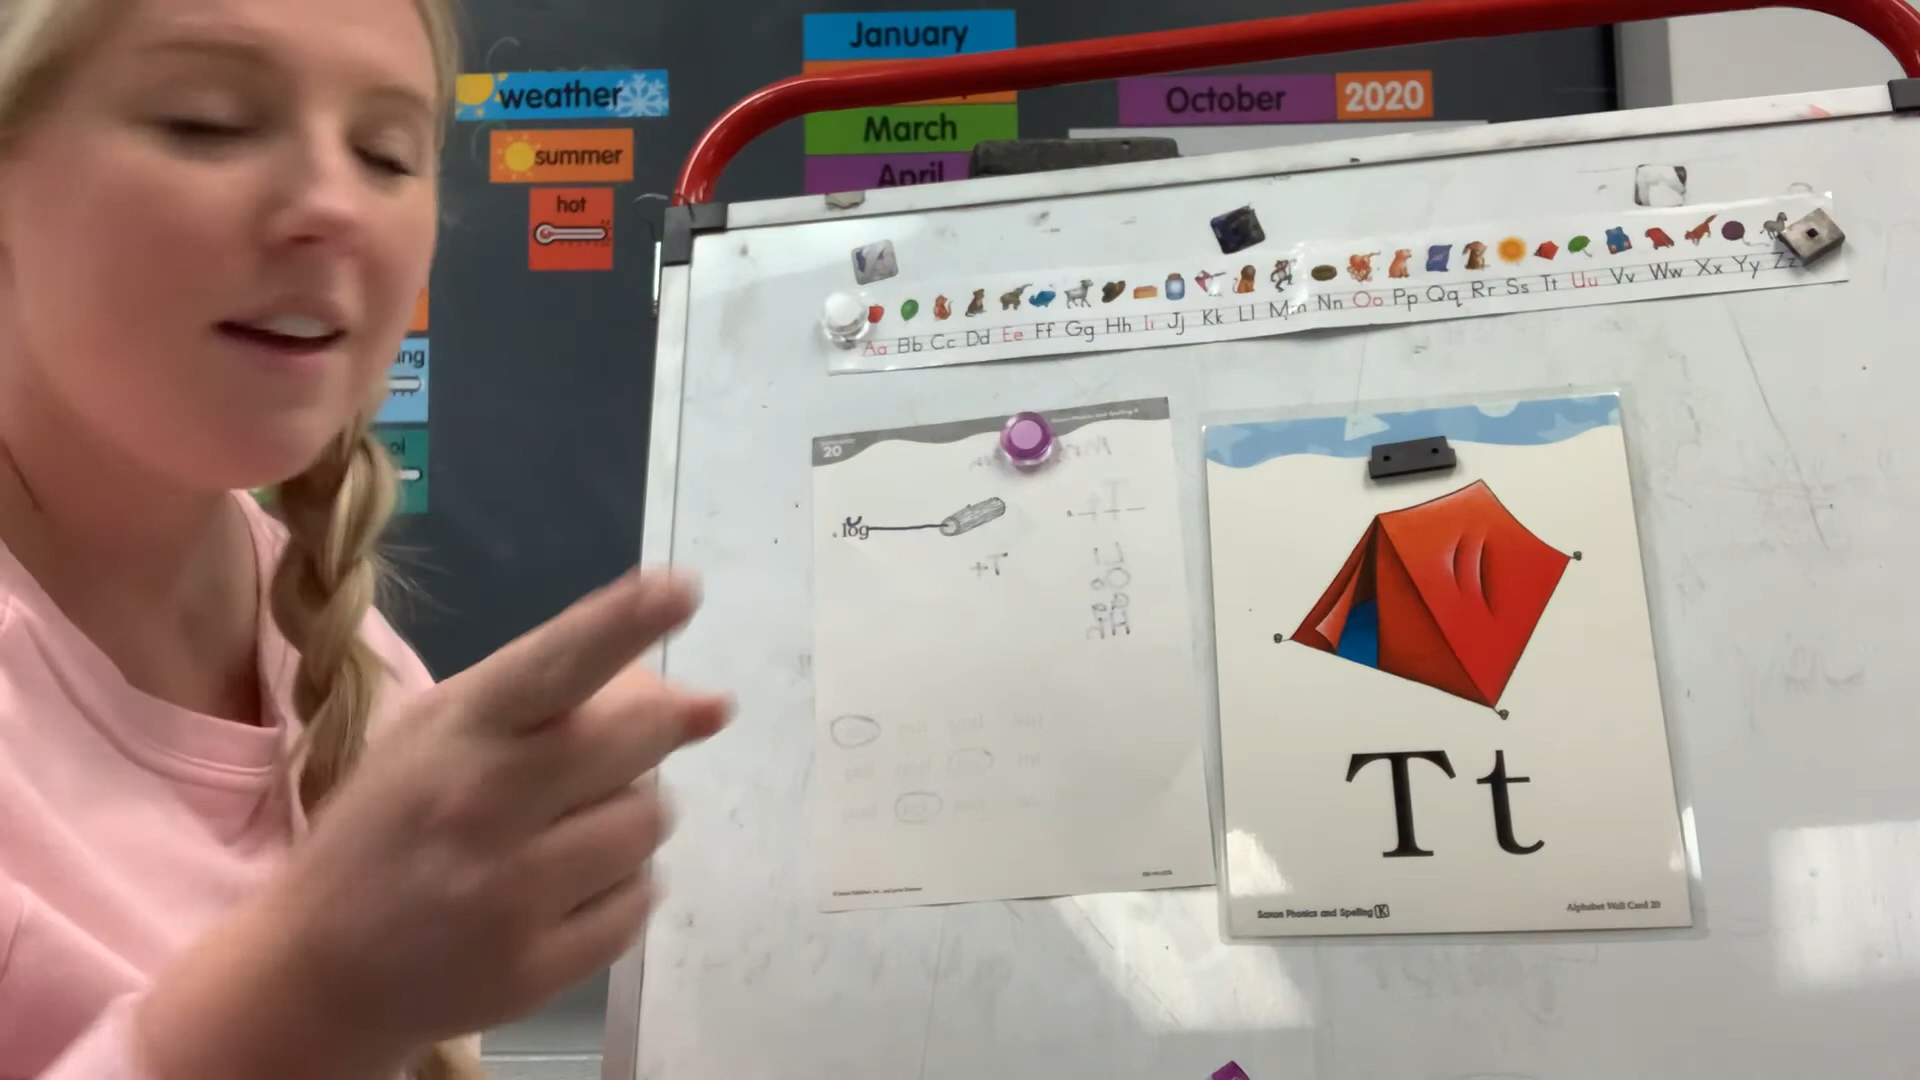 January
weather
October 2020
March
summer
April
hot
Aa Bb Cc Dd Ee Ff Gg Hh Ii Jj Kk Ll Mm Nn Oo Pp Qq Rr Ss Tt Uu Vv Ww Xx Yy Zz
20
log
+T
T t
Saxon Phonics and Spelling K
Alphabet Wall Card 20